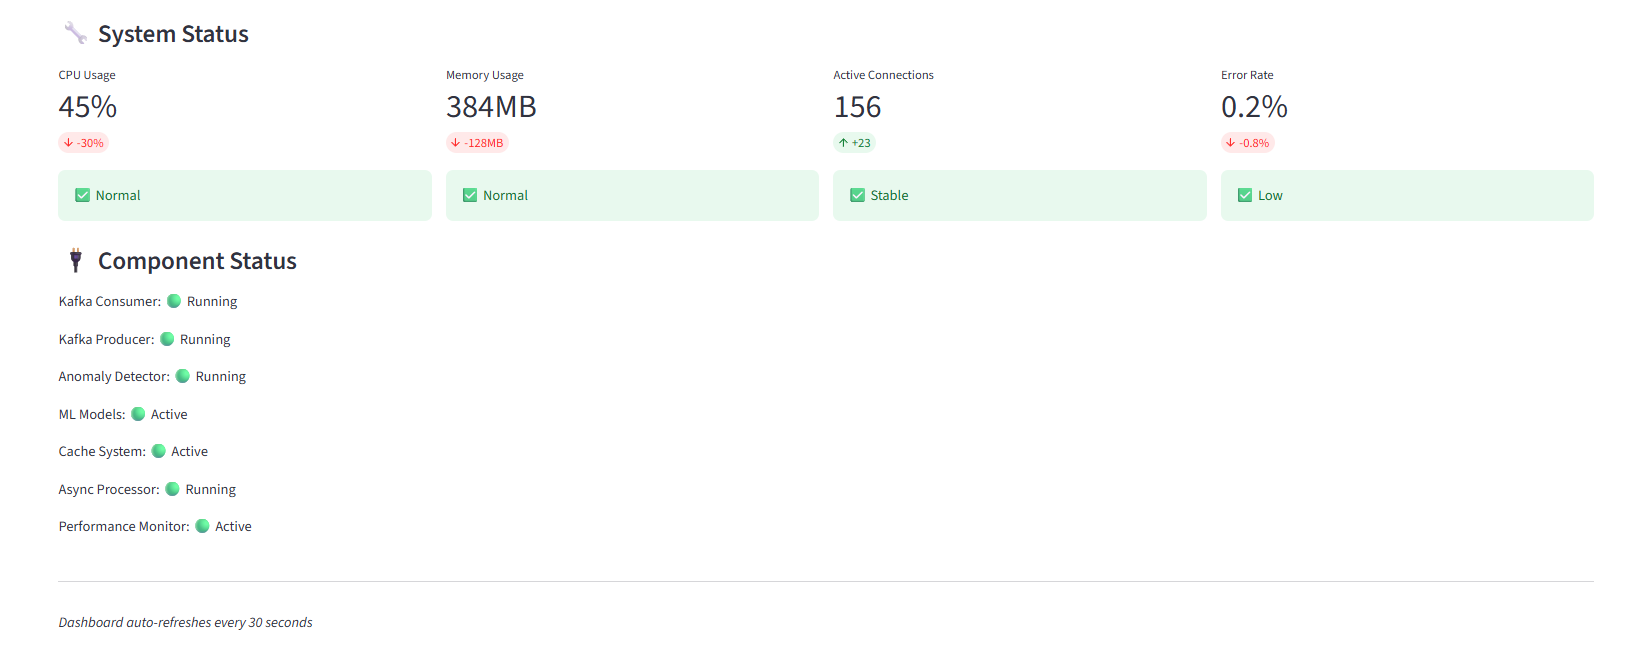 System Status
CPU Usage
45%
↓ -30%
Normal
Memory Usage
384MB
↓ -128MB
Normal
Active Connections
156
↑ +23
Stable
Error Rate
0.2%
↓ -0.8%
Low
Component Status
Kafka Consumer: Running
Kafka Producer: Running
Anomaly Detector: Running
ML Models: Active
Cache System: Active
Async Processor: Running
Performance Monitor: Active
Dashboard auto-refreshes every 30 seconds